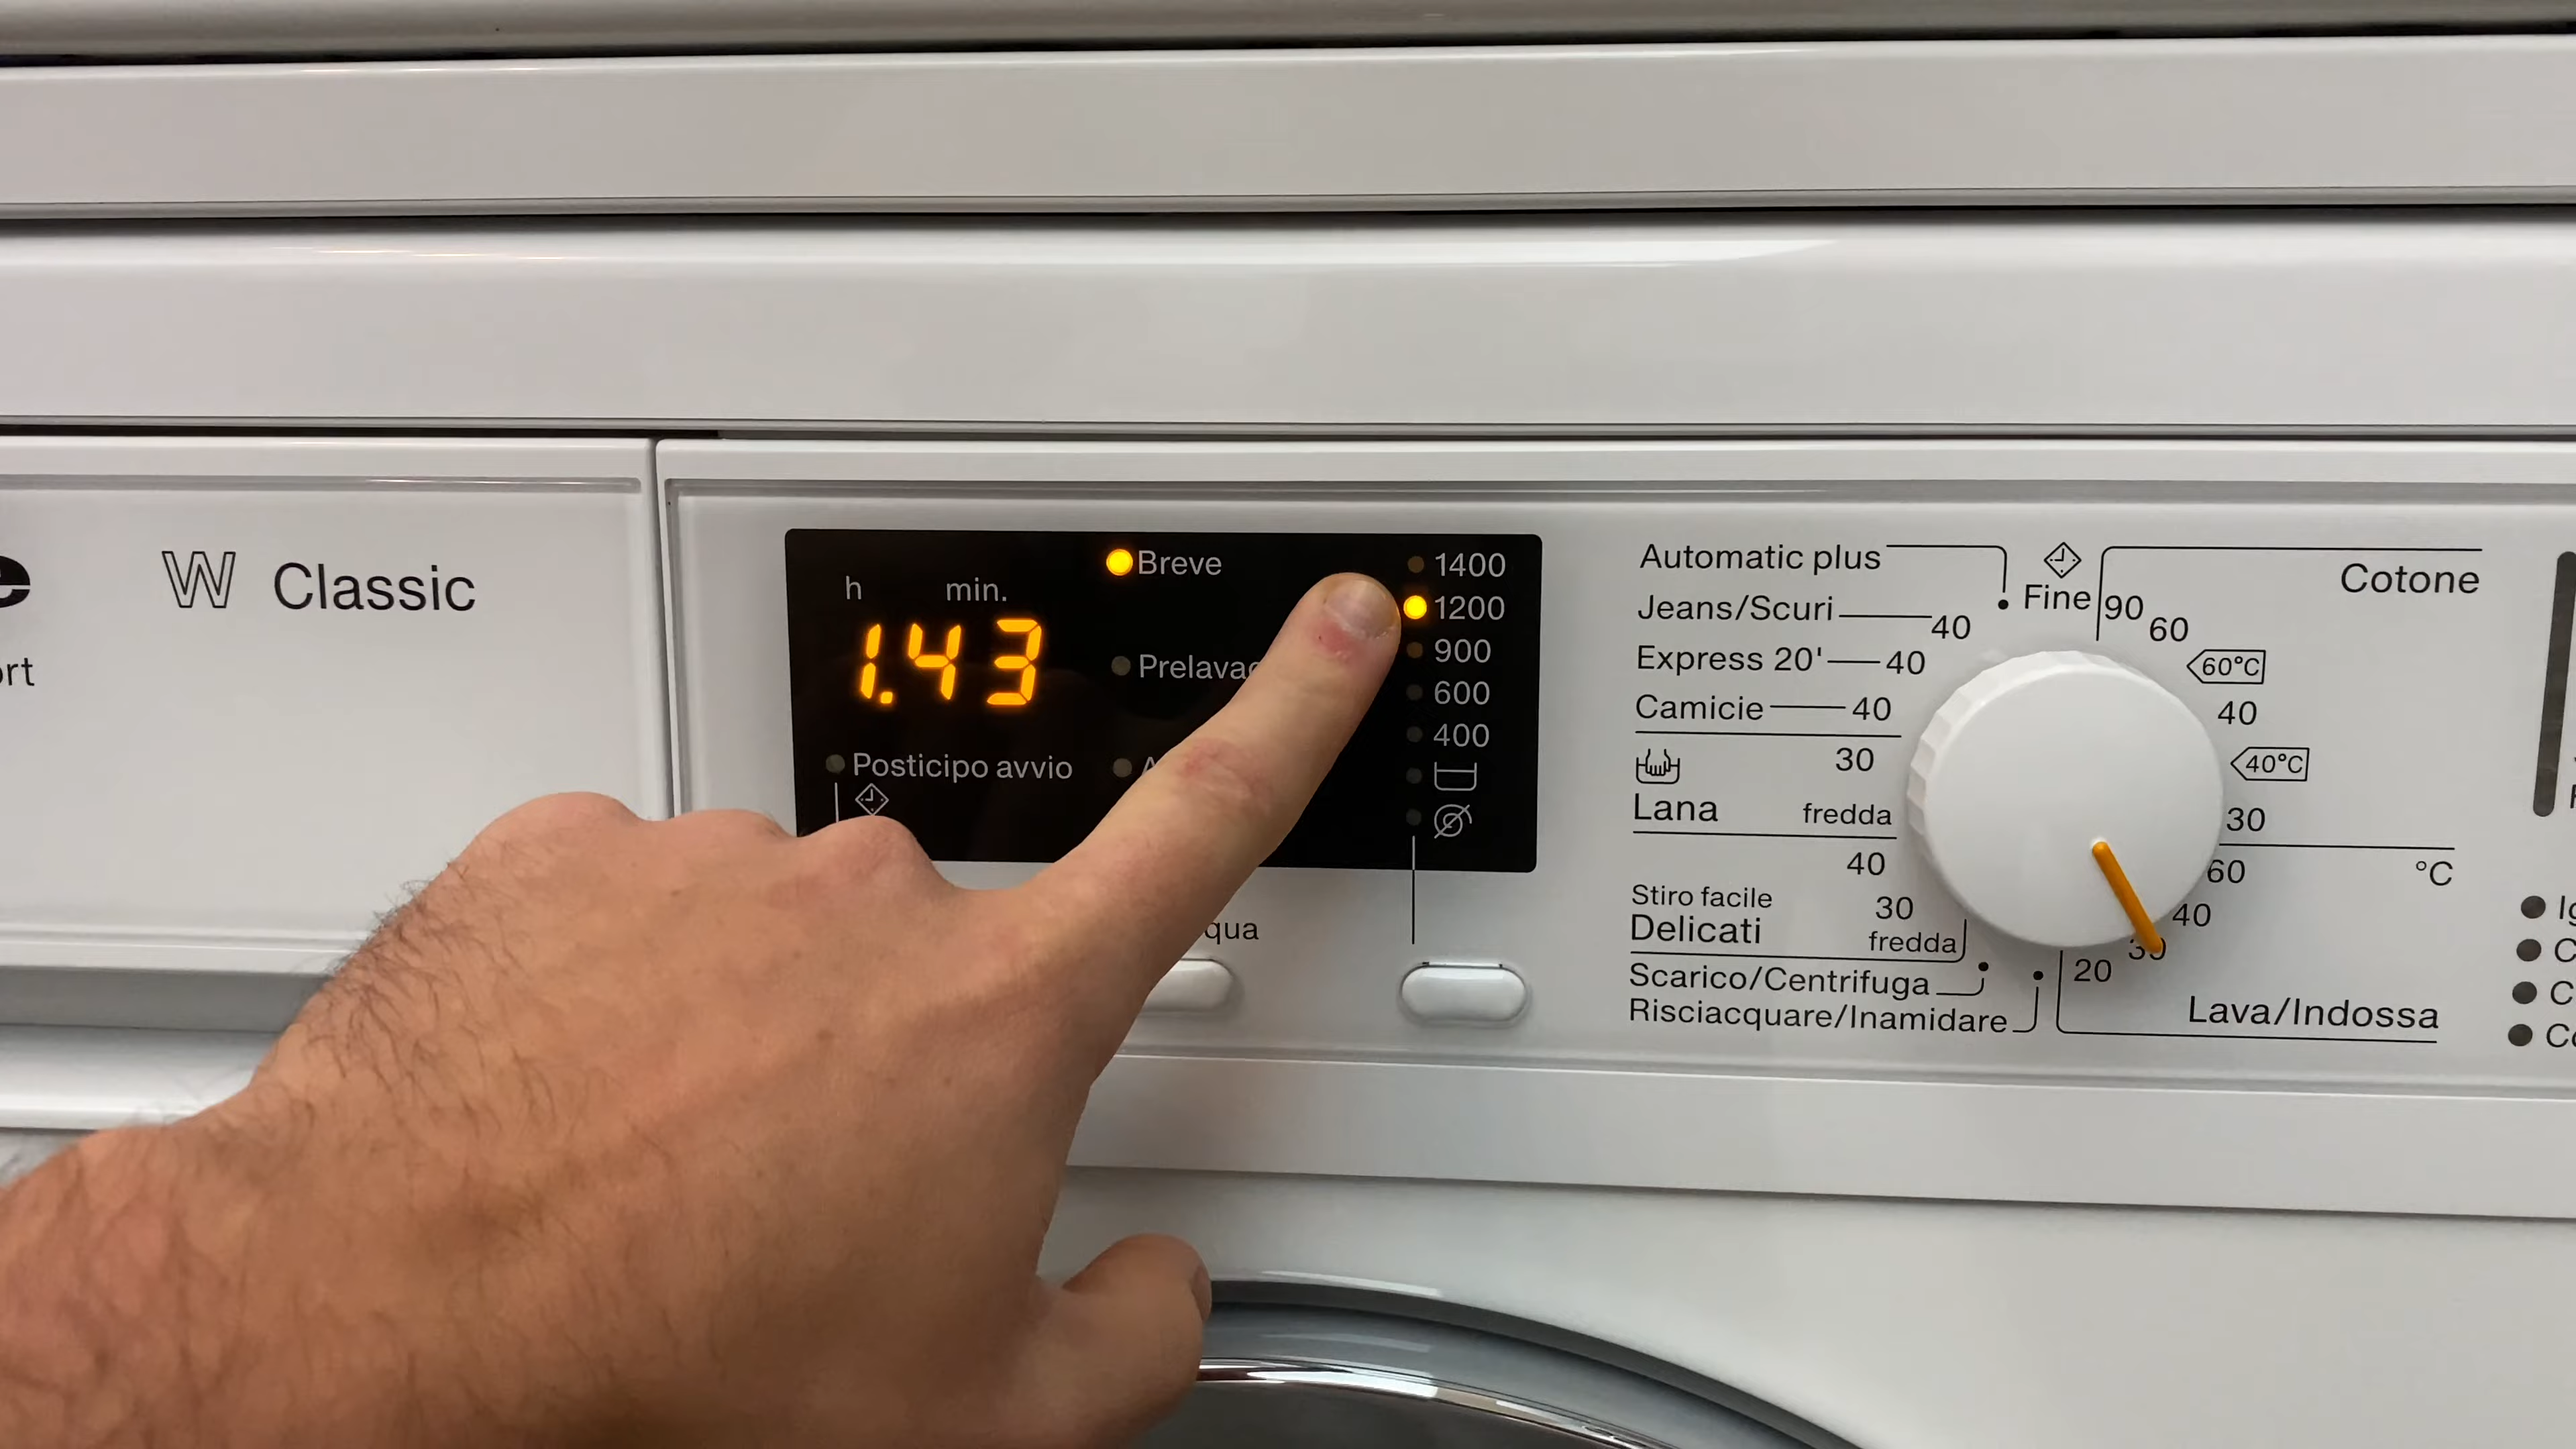 W Classic
h min.
1.43
Posticipo avvio
Breve
1400
1200
900
600
400
qua
Automatic plus
Jeans/Scuri 40
Express 20' 40
Camicie 40
30
Lana fredda
40
Stiro facile 30
Delicati fredda
Scarico/Centrifuga
Risciacquare/Inamidare
Fine
Cotone
90
60
60°C
40
40°C
30
°C
60
40
30
20
Lava/Indossa